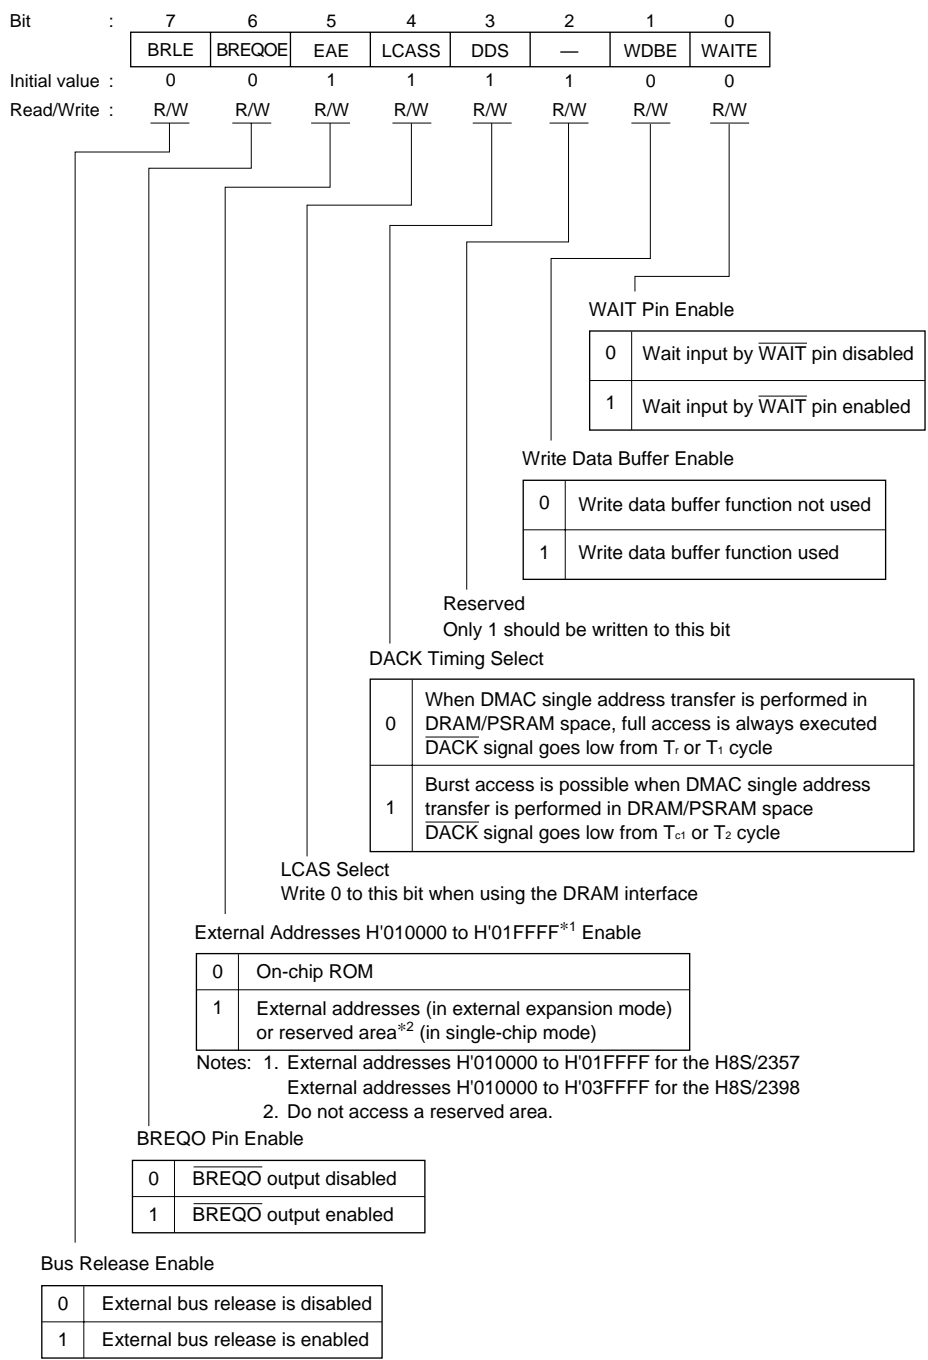 Bit : 7 6 5 4 3 2 1 0
BRLE BREQOE EAE LCASS DDS — WDBE WAITE
Initial value : 0 0 1 1 1 1 0 0
Read/Write : R/W R/W R/W R/W R/W R/W R/W R/W
WAIT Pin Enable
0 Wait input by WAIT pin disabled
1 Wait input by WAIT pin enabled
Write Data Buffer Enable
0 Write data buffer function not used
1 Write data buffer function used
Reserved
Only 1 should be written to this bit
DACK Timing Select
0 When DMAC single address transfer is performed in
DRAM/PSRAM space, full access is always executed
DACK signal goes low from Tr or T1 cycle
1 Burst access is possible when DMAC single address
transfer is performed in DRAM/PSRAM space
DACK signal goes low from Tc1 or T2 cycle
LCAS Select
Write 0 to this bit when using the DRAM interface
External Addresses H'010000 to H'01FFFF*1 Enable
0 On-chip ROM
1 External addresses (in external expansion mode)
or reserved area*2 (in single-chip mode)
Notes: 1. External addresses H'010000 to H'01FFFF for the H8S/2357
External addresses H'010000 to H'03FFFF for the H8S/2398
2. Do not access a reserved area.
BREQO Pin Enable
0 BREQO output disabled
1 BREQO output enabled
Bus Release Enable
0 External bus release is disabled
1 External bus release is enabled